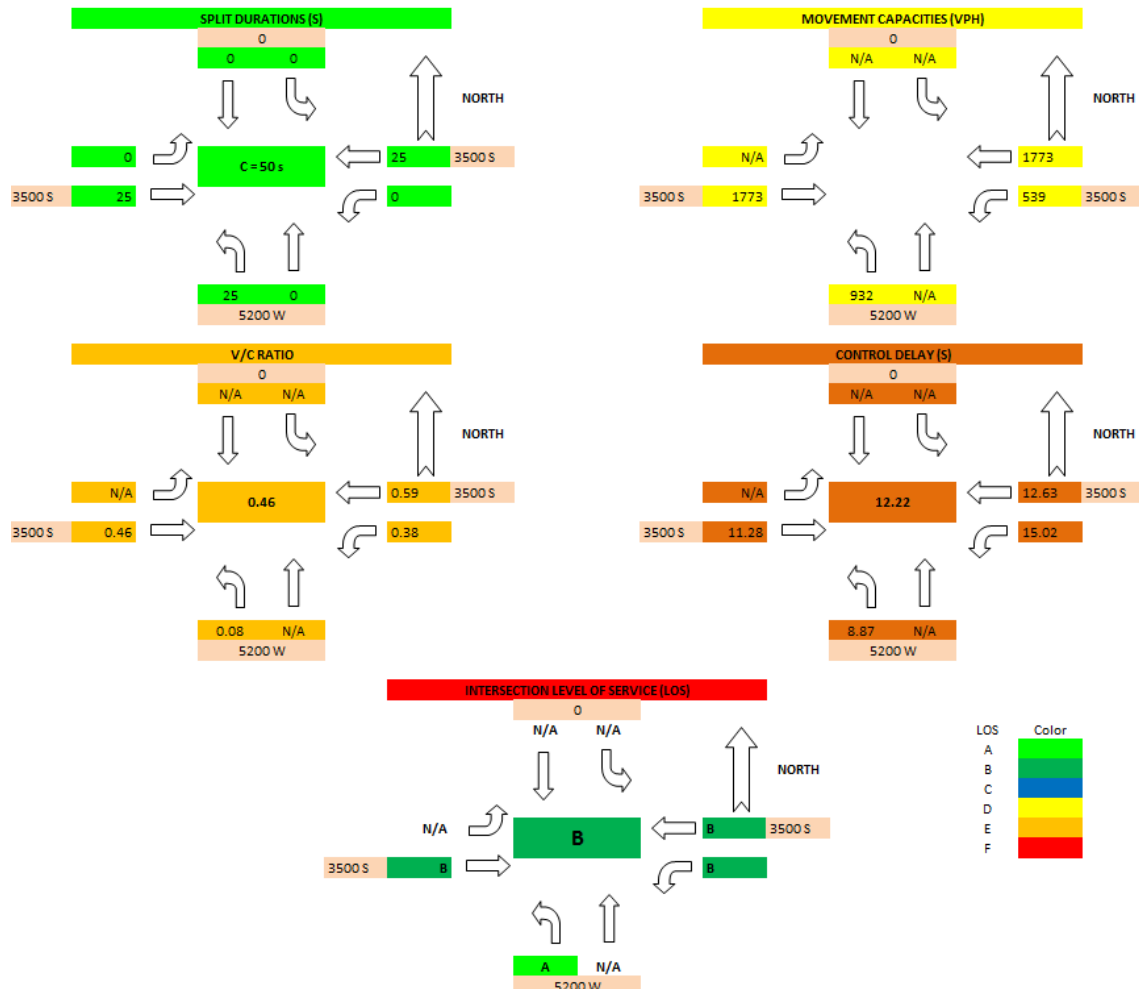 SPLIT DURATIONS (S)
0
0 0
NORTH
0
C = 50 s
25 3500 S
3500 S 25
0
25 0
5200 W
MOVEMENT CAPACITIES (VPH)
0
N/A N/A
NORTH
N/A
1773
3500 S 1773
539 3500 S
932 N/A
5200 W
V/C RATIO
0
N/A N/A
NORTH
N/A
0.46
0.59 3500 S
3500 S 0.46
0.38
0.08 N/A
5200 W
CONTROL DELAY (S)
0
N/A N/A
NORTH
N/A
12.22
12.63 3500 S
3500 S 11.28
15.02
8.87 N/A
5200 W
INTERSECTION LEVEL OF SERVICE (LOS)
0
N/A N/A
NORTH
N/A
B
B 3500 S
3500 S B
B
A N/A
5200 W
LOS Color
A
B
C
D
E
F